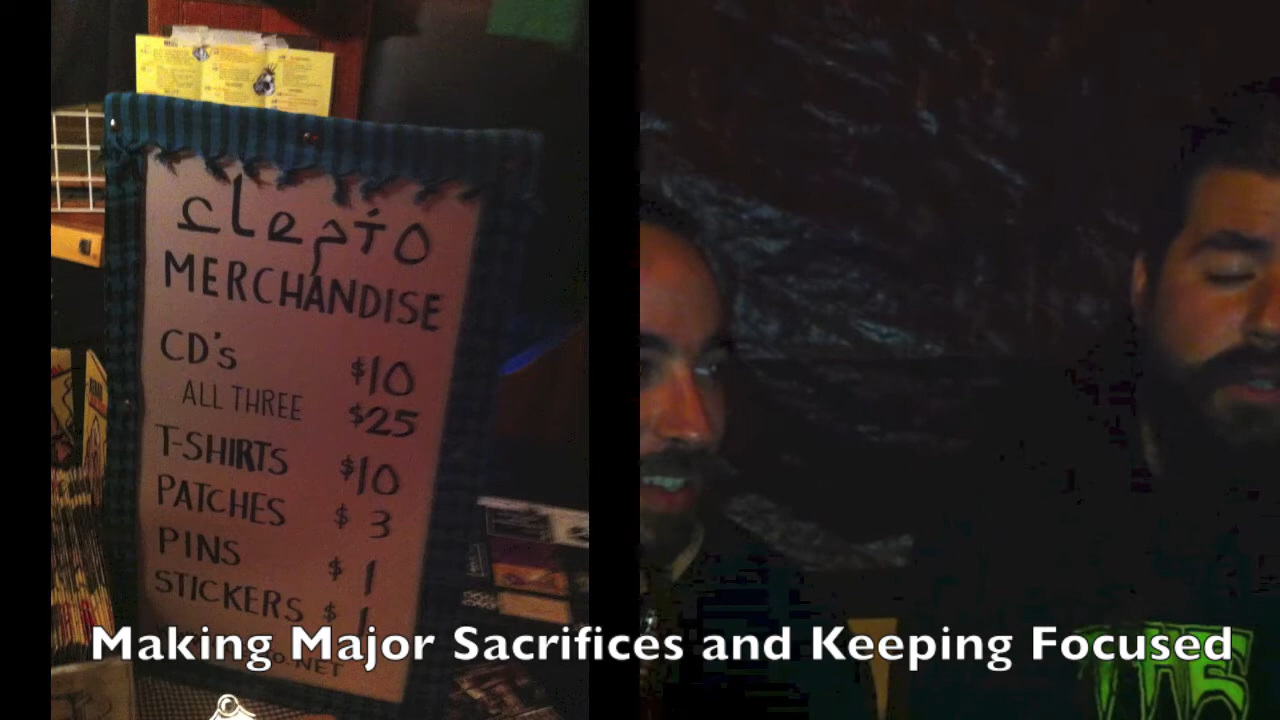 clepto
MERCHANDISE
CD's $10
ALL THREE $25
T-SHIRTS $10
PATCHES $3
PINS $1
STICKERS $1
Making Major Sacrifices and Keeping Focused
THE